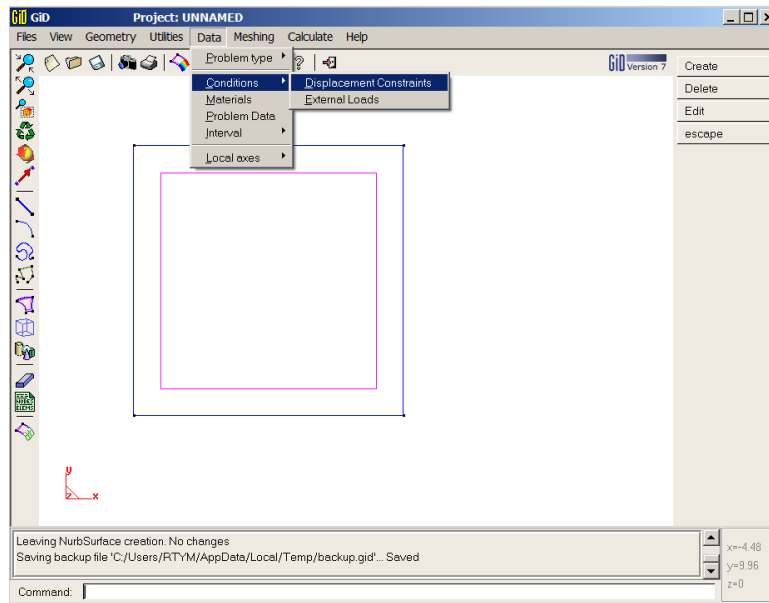 GiD GiD Project: UNNAMED
Files View Geometry Utilities Data Meshing Calculate Help
Problem type
GiD Version 7
Create
Conditions
Displacement Constraints
Delete
Materials
External Loads
Problem Data
Edit
Interval
escape
Local axes
NODES
ELEMS
y
z x
Leaving NurbSurface creation. No changes
Saving backup file 'C:/Users/RTYM/AppData/Local/Temp/backup.gid'... Saved
x=-4.48
y=9.96
z=0
Command: